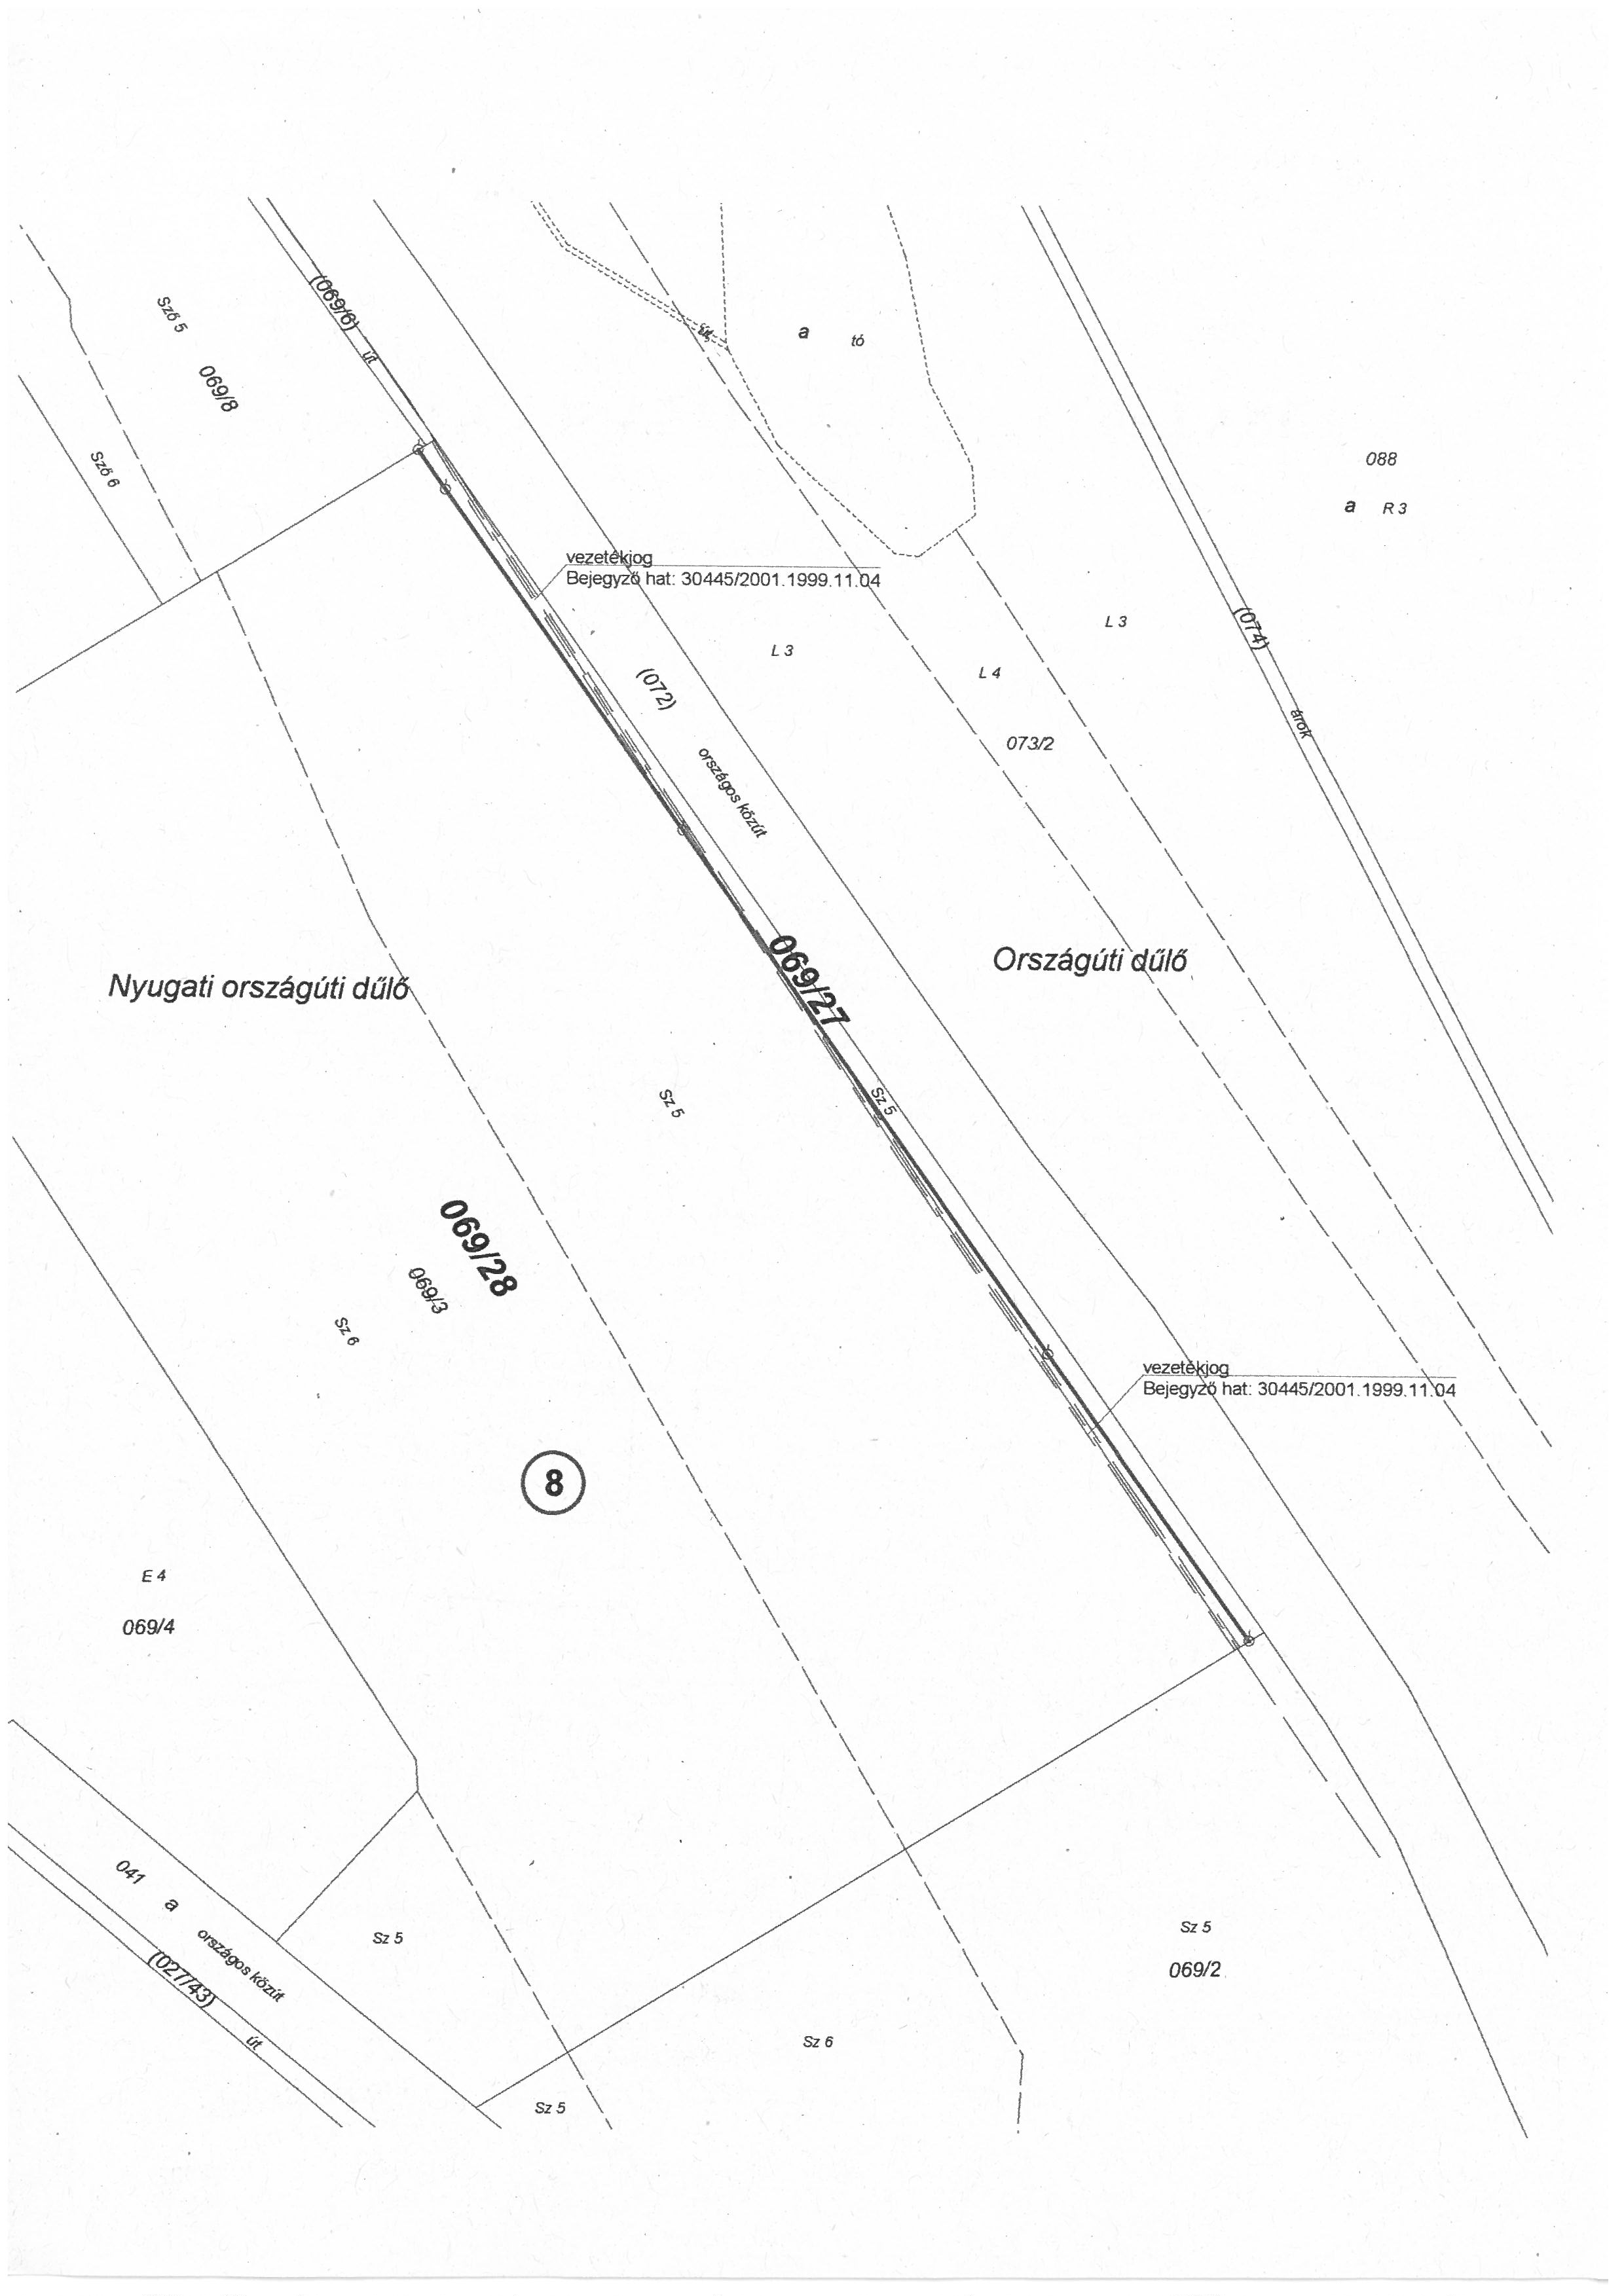 (069/6)
út
Sző 5
069/8
Sző 6
út
a
tó
088
a R 3
vezetékjog
Bejegyző hat: 30445/2001.1999.11.04
(072)
országos közút
L 3
L 3
L 4
073/2
(074)
árok
069/27
Országúti dűlő
Nyugati országúti dűlő
Sz 5
Sz 5
069/28
069/3
Sz 6
vezetékjog
Bejegyző hat: 30445/2001.1999.11.04
8
E 4
069/4
041
a
országos közút
(027/43)
út
Sz 5
Sz 5
069/2
Sz 6
Sz 5